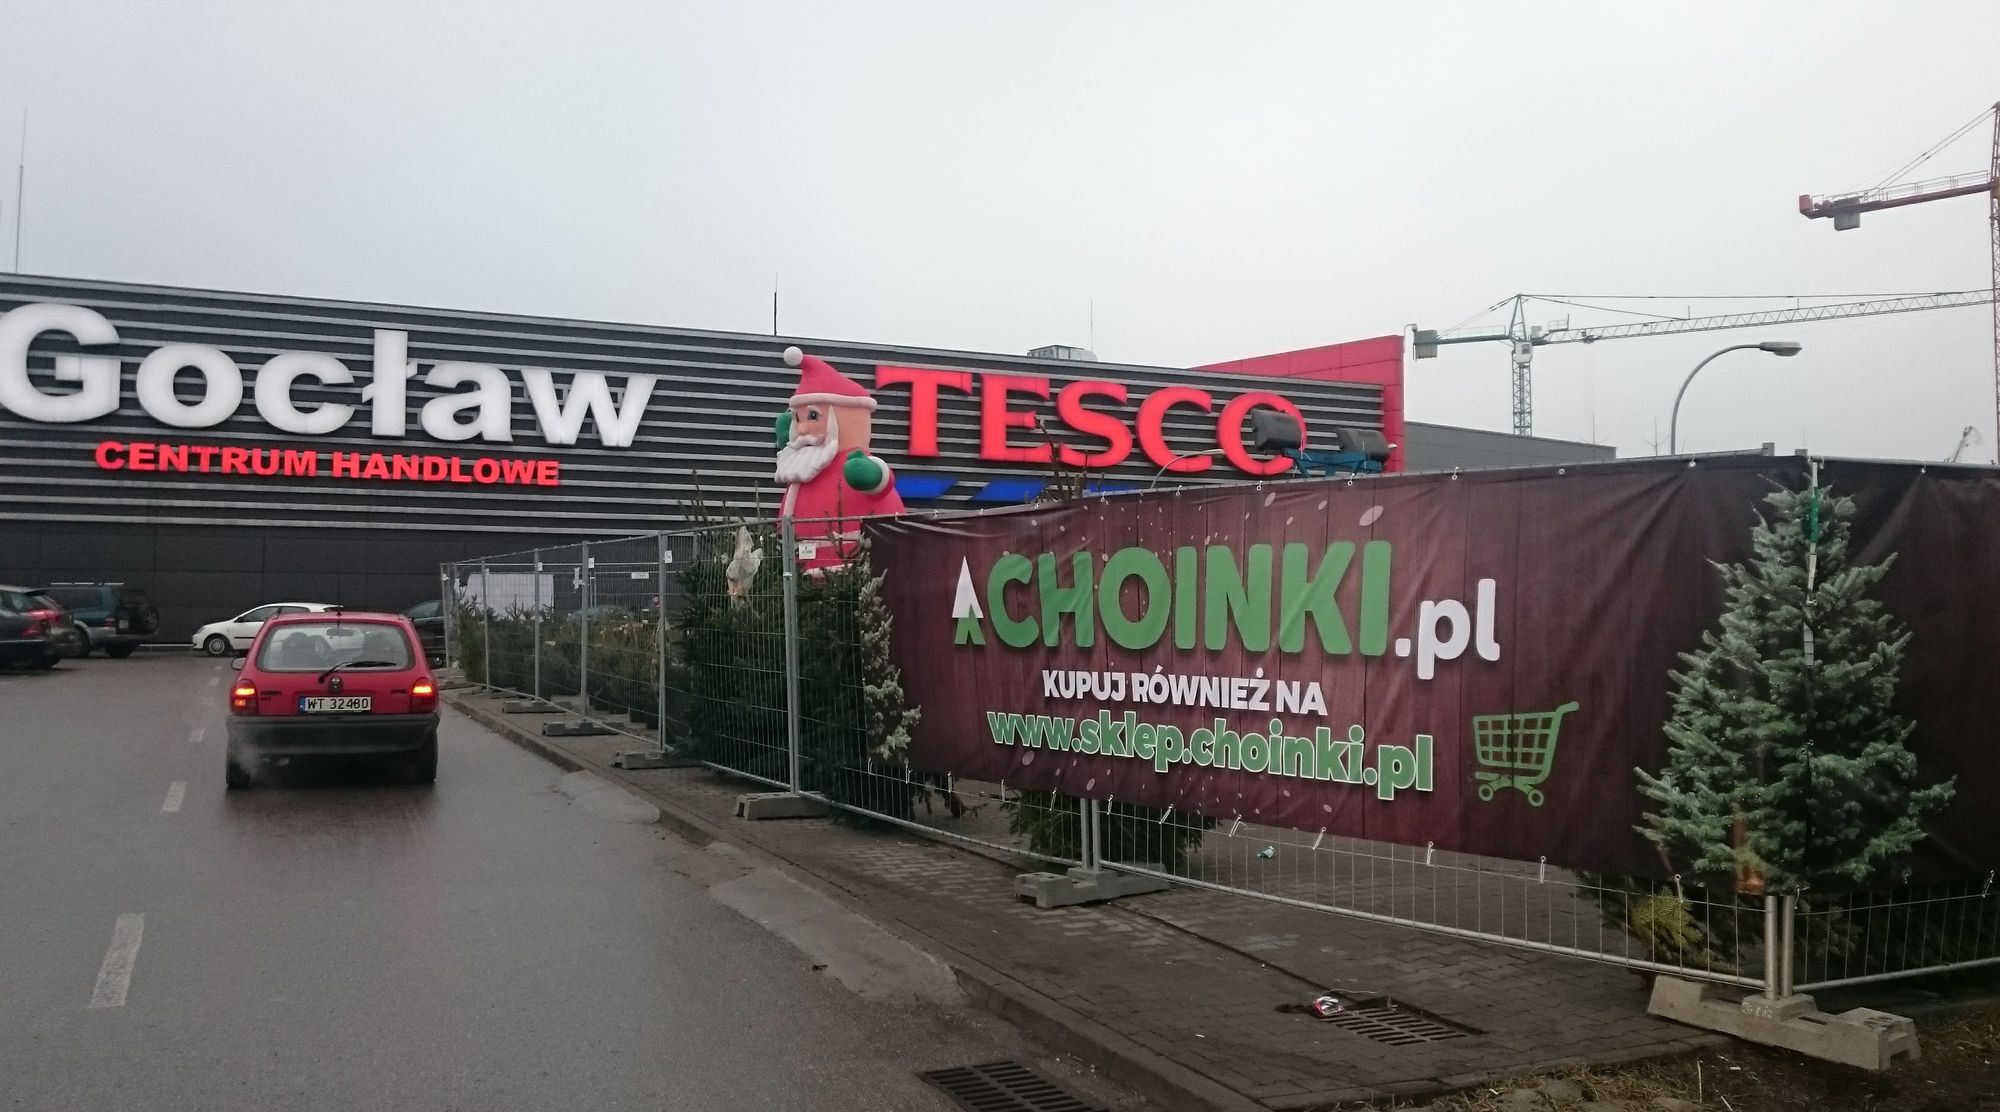 Gocław
CENTRUM HANDLOWE
TESCO
CHOINKI.pl
KUPUJ RÓWNIEŻ NA
www.sklep.choinki.pl
WT 32480